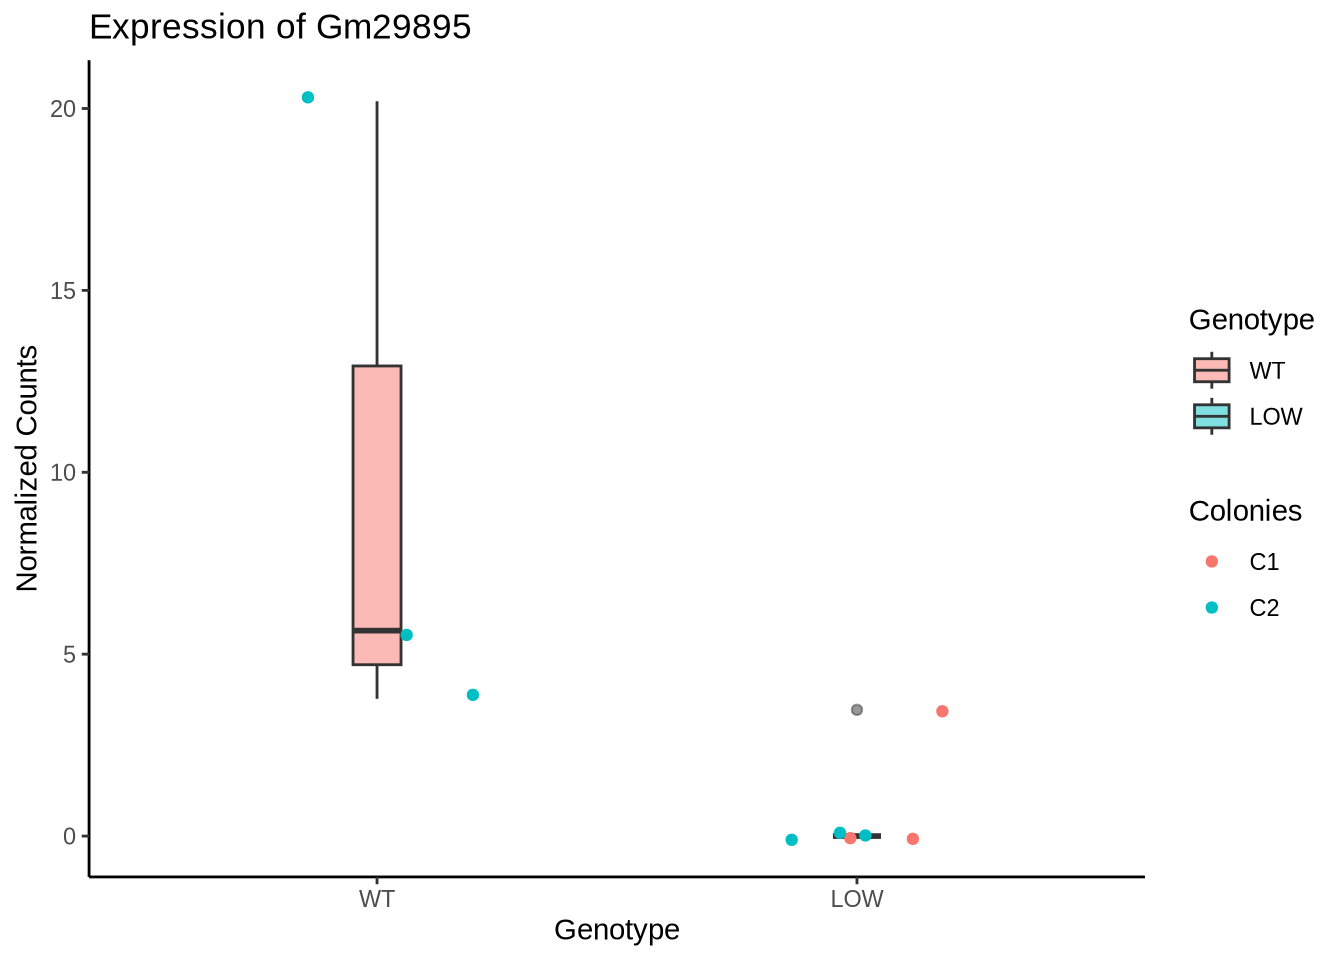 Expression of Gm29895
20
15
10
5
0
Normalized Counts
WT
LOW
Genotype
Genotype
WT
LOW
Colonies
C1
C2